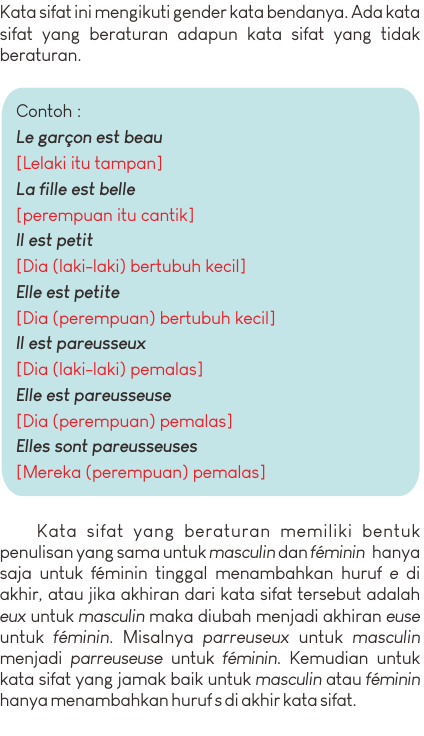 Kata sifat ini mengikuti gender kata bendanya. Ada kata
sifat yang beraturan adapun kata sifat yang tidak
beraturan.
Contoh :
Le garçon est beau
[Lelaki itu tampan]
La fille est belle
[perempuan itu cantik]
Il est petit
[Dia (laki-laki) bertubuh kecil]
Elle est petite
[Dia (perempuan) bertubuh kecil]
Il est pareusseux
[Dia (laki-laki) pemalas]
Elle est pareusseuse
[Dia (perempuan) pemalas]
Elles sont pareusseuses
[Mereka (perempuan) pemalas]
Kata sifat yang beraturan memiliki bentuk
penulisan yang sama untuk masculin dan féminin hanya
saja untuk féminin tinggal menambahkan huruf e di
akhir, atau jika akhiran dari kata sifat tersebut adalah
eux untuk masculin maka diubah menjadi akhiran euse
untuk féminin. Misalnya parreuseux untuk masculin
menjadi parreuseuse untuk féminin. Kemudian untuk
kata sifat yang jamak baik untuk masculin atau féminin
hanya menambahkan huruf s di akhir kata sifat.